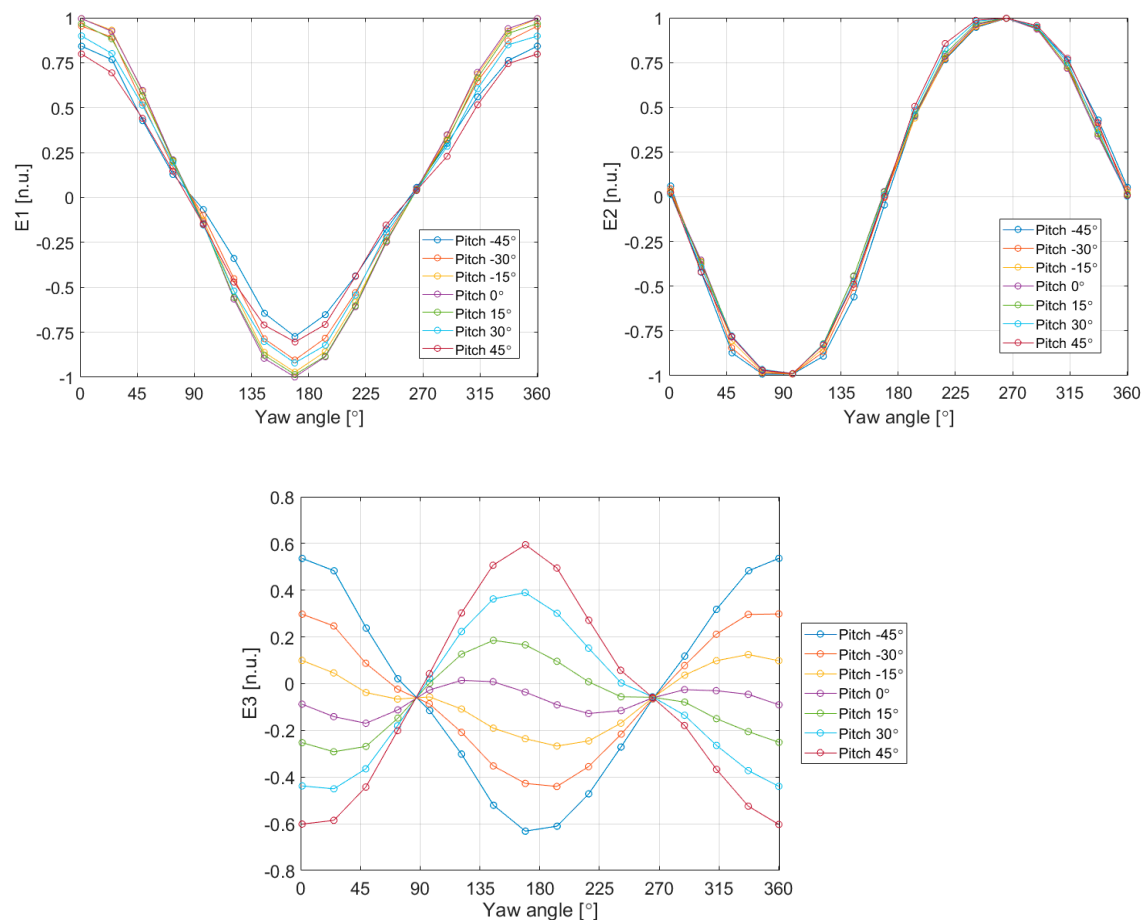 1
0.75
0.5
0.25
0
-0.25
-0.5
-0.75
-1
E1 [n.u.]
0 45 90 135 180 225 270 315 360
Yaw angle [°]
Pitch -45°
Pitch -30°
Pitch -15°
Pitch 0°
Pitch 15°
Pitch 30°
Pitch 45°
1
0.75
0.5
0.25
0
-0.25
-0.5
-0.75
-1
E2 [n.u.]
0 45 90 135 180 225 270 315 360
Yaw angle [°]
Pitch -45°
Pitch -30°
Pitch -15°
Pitch 0°
Pitch 15°
Pitch 30°
Pitch 45°
0.8
0.6
0.4
0.2
0
-0.2
-0.4
-0.6
-0.8
E3 [n.u.]
0 45 90 135 180 225 270 315 360
Yaw angle [°]
Pitch -45°
Pitch -30°
Pitch -15°
Pitch 0°
Pitch 15°
Pitch 30°
Pitch 45°